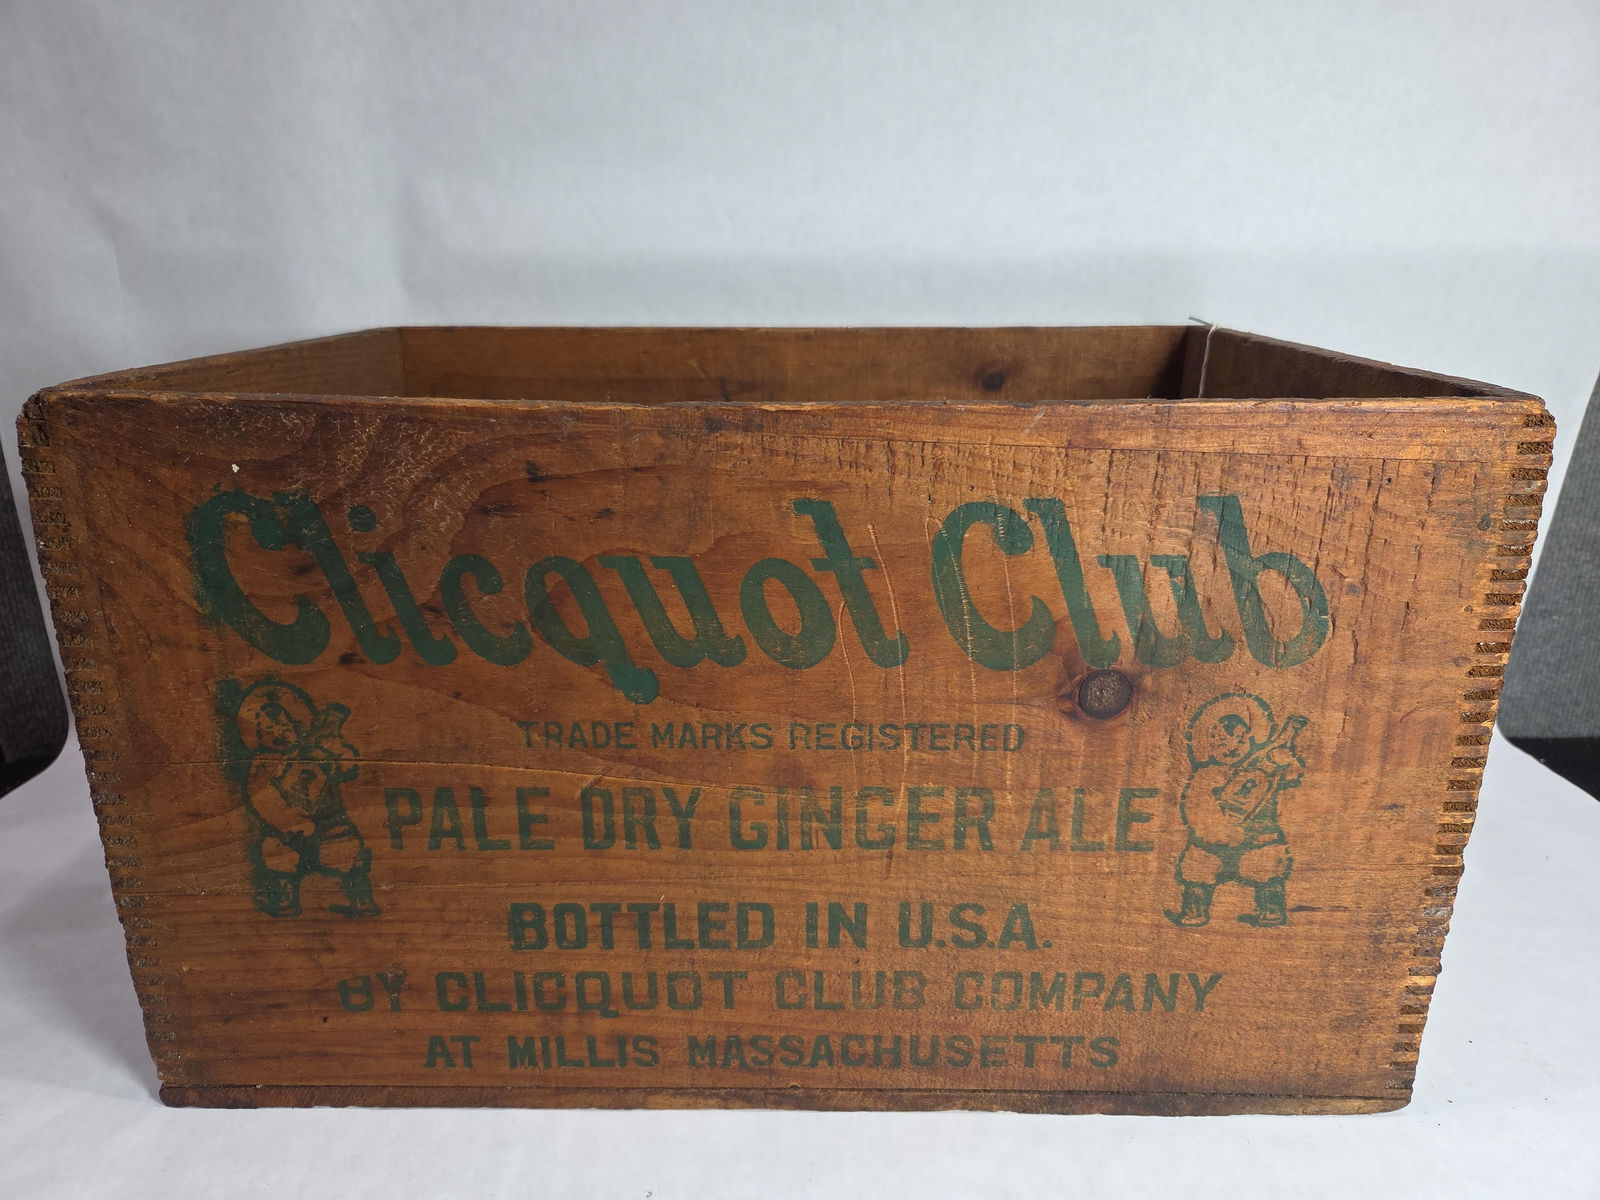 Clicquot Club
TRADE MARKS REGISTERED
PALE DRY GINGER ALE
BOTTLED IN U.S.A.
BY CLICQUOT CLUB COMPANY
AT MILLIS MASSACHUSETTS